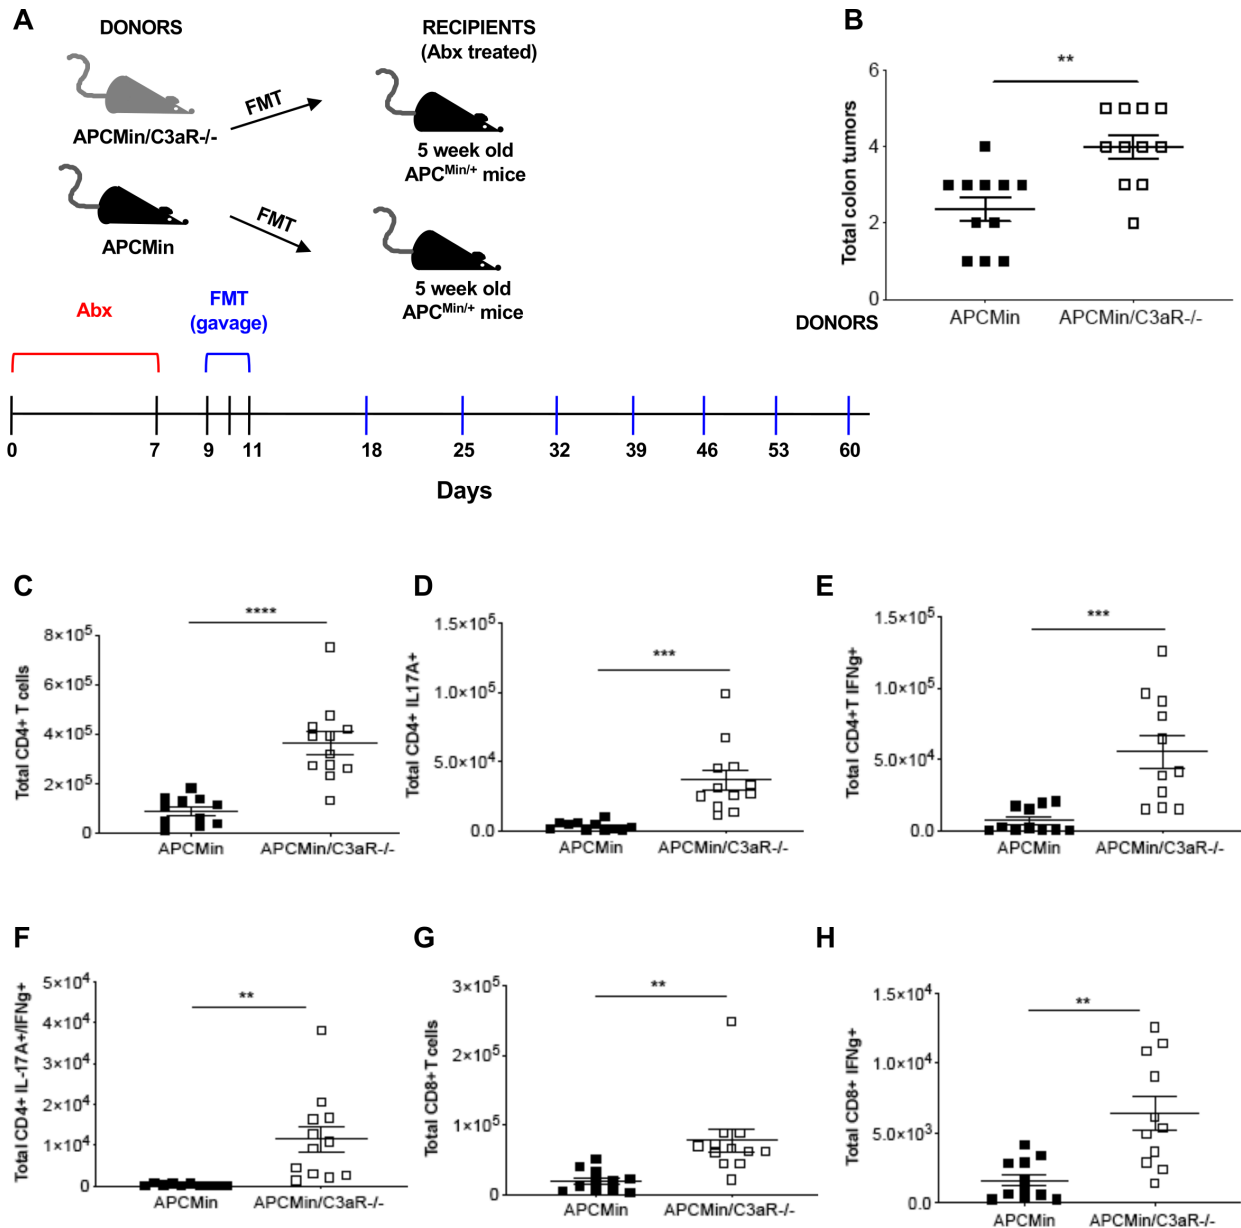 A
DONORS
RECIPIENTS
(Abx treated)
FMT
APCMin/C3aR-/-
5 week old
APC^Min/+ mice
FMT
APCMin
5 week old
APC^Min/+ mice
Abx
FMT
(gavage)
0 7 9 11 18 25 32 39 46 53 60
Days
B
**
Total colon tumors
6
4
2
0
DONORS
APCMin APCMin/C3aR-/-
C
****
Total CD4+ T cells
8×10^5
6×10^5
4×10^5
2×10^5
0
APCMin APCMin/C3aR-/-
D
***
Total CD4+ IL17A+
1.5×10^5
1.0×10^5
5.0×10^4
0.0
APCMin APCMin/C3aR-/-
E
***
Total CD4+T IFNg+
1.5×10^5
1.0×10^5
5.0×10^4
0.0
APCMin APCMin/C3aR-/-
F
**
Total CD4+ IL-17A+/IFNg+
5×10^4
4×10^4
3×10^4
2×10^4
1×10^4
0
APCMin APCMin/C3aR-/-
G
**
Total CD8+ T cells
3×10^5
2×10^5
1×10^5
0
APCMin APCMin/C3aR-/-
H
**
Total CD8+ IFNg+
1.5×10^4
1.0×10^4
5.0×10^3
0.0
APCMin APCMin/C3aR-/-